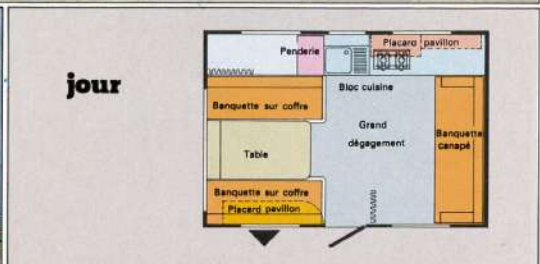 jour
Penderie
Placard pavillon
Bloc cuisine
Banquette sur coffre
Grand
dégagement
Banquette
canapé
Table
Banquette sur coffre
Placard pavillon